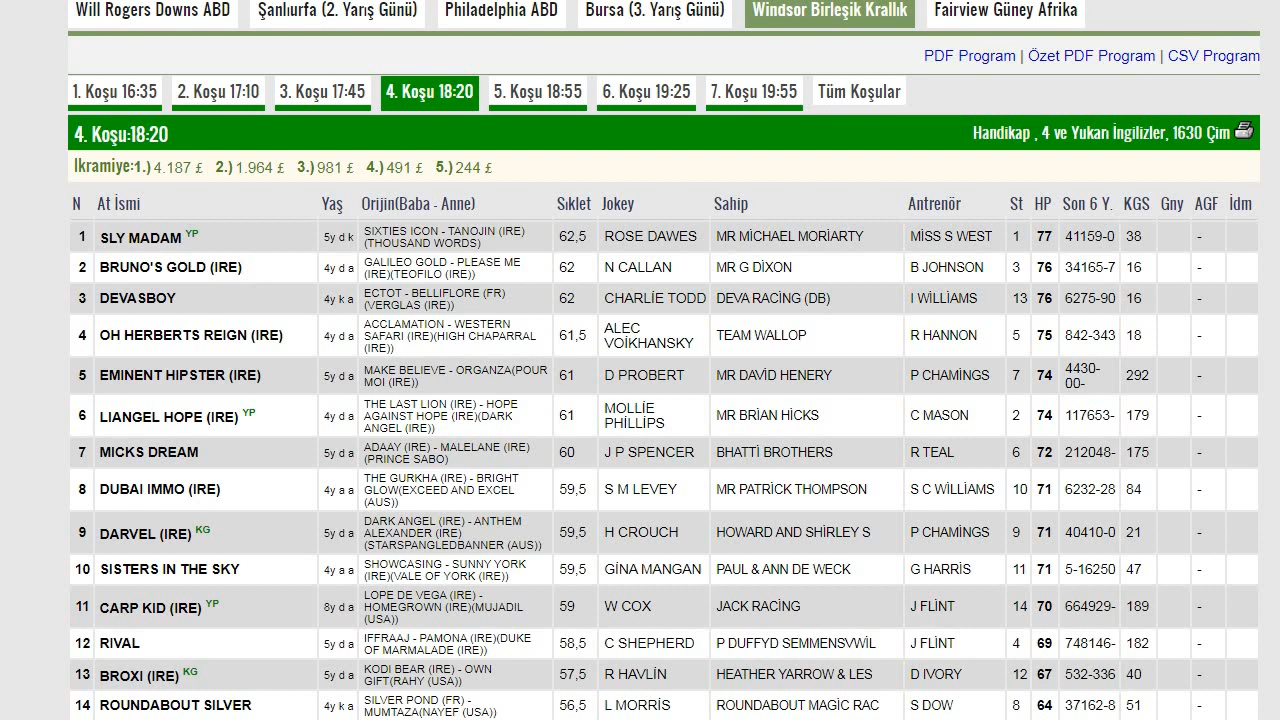 Will Rogers Downs ABD Şanlıurfa (2. Yarış Günü) Philadelphia ABD Bursa (3. Yarış Günü) Windsor Birleşik Krallık Fairview Güney Afrika
PDF Program | Özet PDF Program | CSV Program
1. Koşu 16:35 2. Koşu 17:10 3. Koşu 17:45 4. Koşu 18:20 5. Koşu 18:55 6. Koşu 19:25 7. Koşu 19:55 Tüm Koşular
4. Koşu:18:20 Handikap , 4 ve Yukarı İngilizler, 1630 Çim
Ikramiye:1.) 4.187 £ 2.) 1.964 £ 3.) 981 £ 4.) 491 £ 5.) 244 £
N At İsmi Yaş Orijin(Baba - Anne) Sıklet Jokey Sahip Antrenör St HP Son 6 Y. KGS Gny AGF İdm
1 SLY MADAM YP 5y d k SIXTIES ICON - TANOJIN (IRE) (THOUSAND WORDS) 62,5 ROSE DAWES MR MİCHAEL MORİARTY MİSS S WEST 1 77 41159-0 38 -
2 BRUNO'S GOLD (IRE) 4y d a GALILEO GOLD - PLEASE ME (IRE)(TEOFILO (IRE)) 62 N CALLAN MR G DİXON B JOHNSON 3 76 34165-7 16 -
3 DEVASBOY 4y k a ECTOT - BELLIFLORE (FR) (VERGLAS (IRE)) 62 CHARLİE TODD DEVA RACİNG (DB) I WİLLİAMS 13 76 6275-90 16 -
4 OH HERBERTS REIGN (IRE) 4y d a ACCLAMATION - WESTERN SAFARI (IRE)(HIGH CHAPARRAL (IRE)) 61,5 ALEC VOİKHANSKY TEAM WALLOP R HANNON 5 75 842-343 18 -
5 EMINENT HIPSTER (IRE) 5y d a MAKE BELIEVE - ORGANZA(POUR MOI (IRE)) 61 D PROBERT MR DAVİD HENERY P CHAMİNGS 7 74 4430-00- 292 -
6 LIANGEL HOPE (IRE) YP 4y d a THE LAST LION (IRE) - HOPE AGAINST HOPE (IRE)(DARK ANGEL (IRE)) 61 MOLLİE PHİLLİPS MR BRİAN HİCKS C MASON 2 74 117653- 179 -
7 MICKS DREAM 5y d a ADAAY (IRE) - MALELANE (IRE) (PRINCE SABO) 60 J P SPENCER BHATTİ BROTHERS R TEAL 6 72 212048- 175 -
8 DUBAI IMMO (IRE) 4y a a THE GURKHA (IRE) - BRIGHT GLOW(EXCEED AND EXCEL (AUS)) 59,5 S M LEVEY MR PATRİCK THOMPSON S C WİLLİAMS 10 71 6232-28 84 -
9 DARVEL (IRE) KG 5y d a DARK ANGEL (IRE) - ANTHEM ALEXANDER (IRE) (STARSPANGLEDBANNER (AUS)) 59,5 H CROUCH HOWARD AND SHİRLEY S P CHAMİNGS 9 71 40410-0 21 -
10 SISTERS IN THE SKY 4y a a SHOWCASING - SUNNY YORK (IRE)(VALE OF YORK (IRE)) 59,5 GİNA MANGAN PAUL & ANN DE WECK G HARRİS 11 71 5-16250 47 -
11 CARP KID (IRE) YP 8y d a LOPE DE VEGA (IRE) - HOMEGROWN (IRE)(MUJADIL (USA)) 59 W COX JACK RACİNG J FLİNT 14 70 664929- 189 -
12 RIVAL 5y d a IFFRAAJ - PAMONA (IRE)(DUKE OF MARMALADE (IRE)) 58,5 C SHEPHERD P DUFFYD SEMMENSVWİL J FLİNT 4 69 748146- 182 -
13 BROXI (IRE) KG 5y d a KODI BEAR (IRE) - OWN GIFT(RAHY (USA)) 57,5 R HAVLİN HEATHER YARROW & LES D IVORY 12 67 532-336 40 -
14 ROUNDABOUT SILVER 4y k a SILVER POND (FR) - MUMTAZA(NAYEF (USA)) 56,5 L MORRİS ROUNDABOUT MAGİC RAC S DOW 8 64 37162-8 51 -